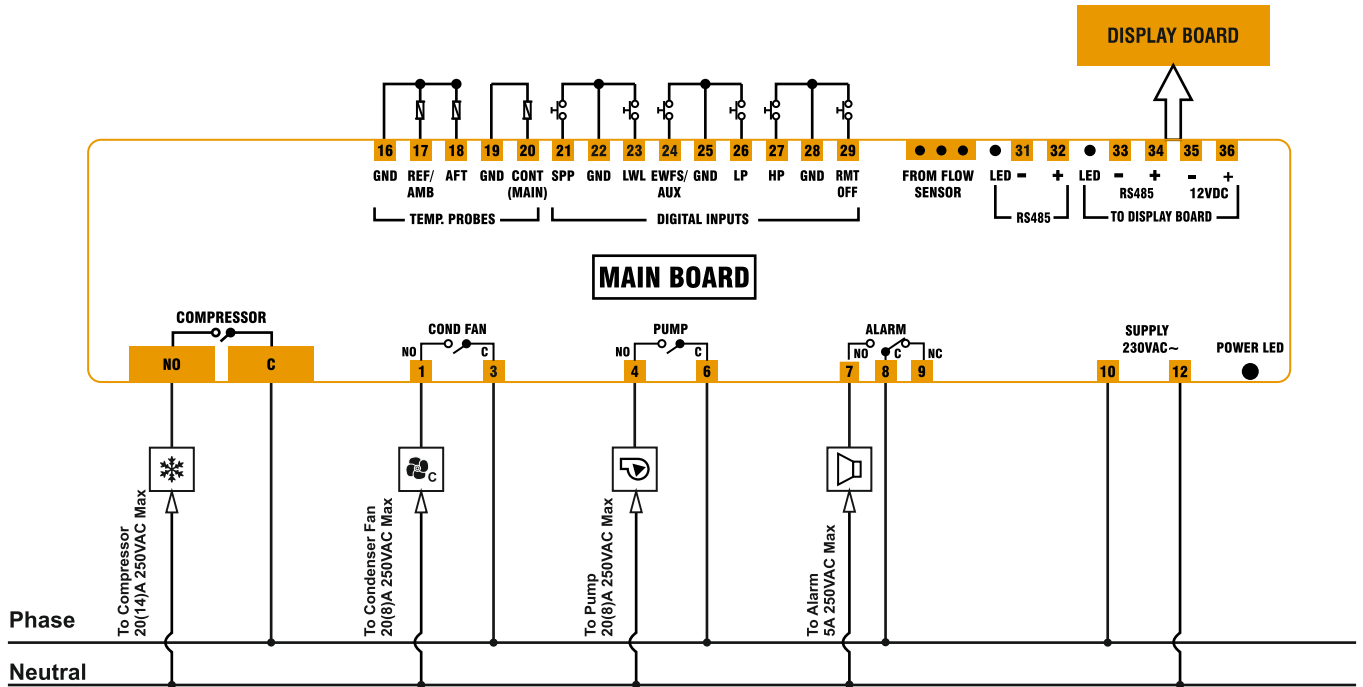 DISPLAY BOARD
16 17 18 19 20 21 22 23 24 25 26 27 28 29 31 32 33 34 35 36
GND REF/ AFT GND CONT SPP GND LWL EWFS/ GND LP HP GND RMT FROM FLOW LED - + LED - + - +
AMB (MAIN) AUX OFF SENSOR RS485 12VDC
TEMP. PROBES DIGITAL INPUTS RS485 TO DISPLAY BOARD
MAIN BOARD
COMPRESSOR
NO C
COND FAN
NO C
1 3
PUMP
NO C
4 6
ALARM
NO C NC
7 8 9
SUPPLY
230VAC~
10 12
POWER LED
C
To Compressor
20(14)A 250VAC Max
To Condenser Fan
20(8)A 250VAC Max
To Pump
20(8)A 250VAC Max
To Alarm
5A 250VAC Max
Phase
Neutral